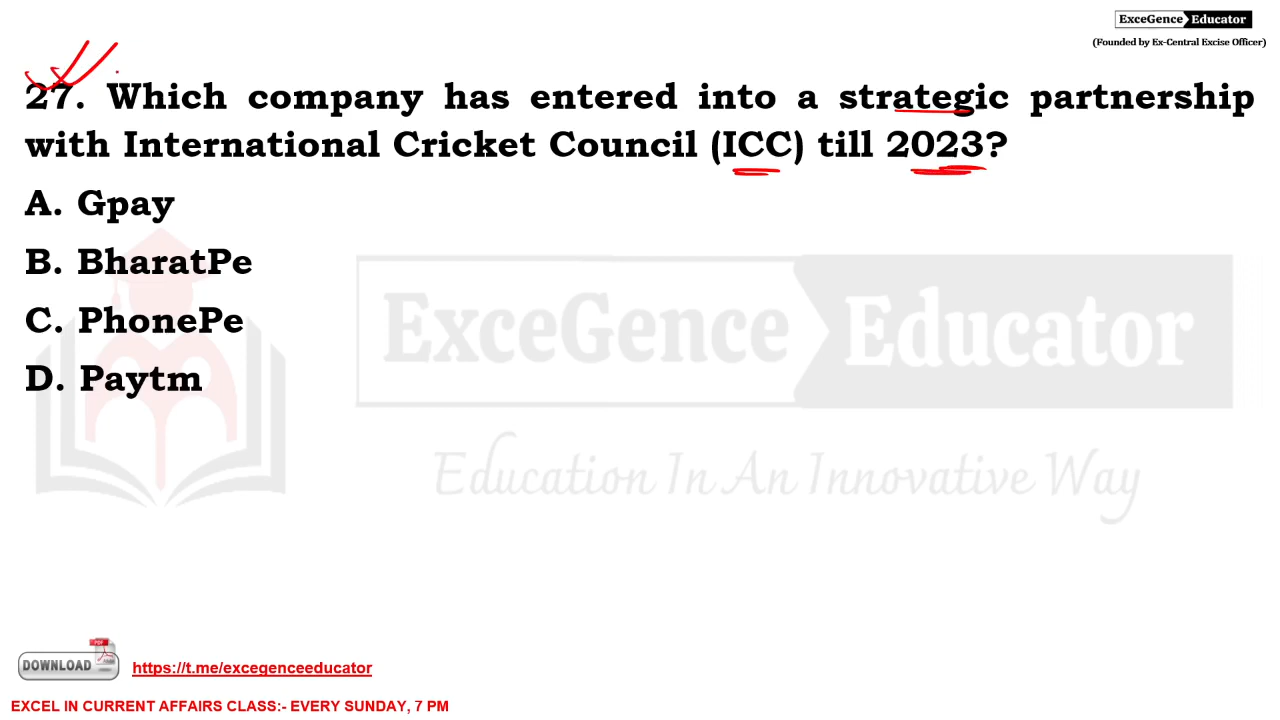 ExceGence Educator
(Founded by Ex-Central Excise Officer)
27. Which company has entered into a strategic partnership
with International Cricket Council (ICC) till 2023?
A. Gpay
B. BharatPe
C. PhonePe
D. Paytm
ExceGence Educator
Education In An Innovative Way
PDF
DOWNLOAD
https://t.me/excegenceeducator
EXCEL IN CURRENT AFFAIRS CLASS:- EVERY SUNDAY, 7 PM